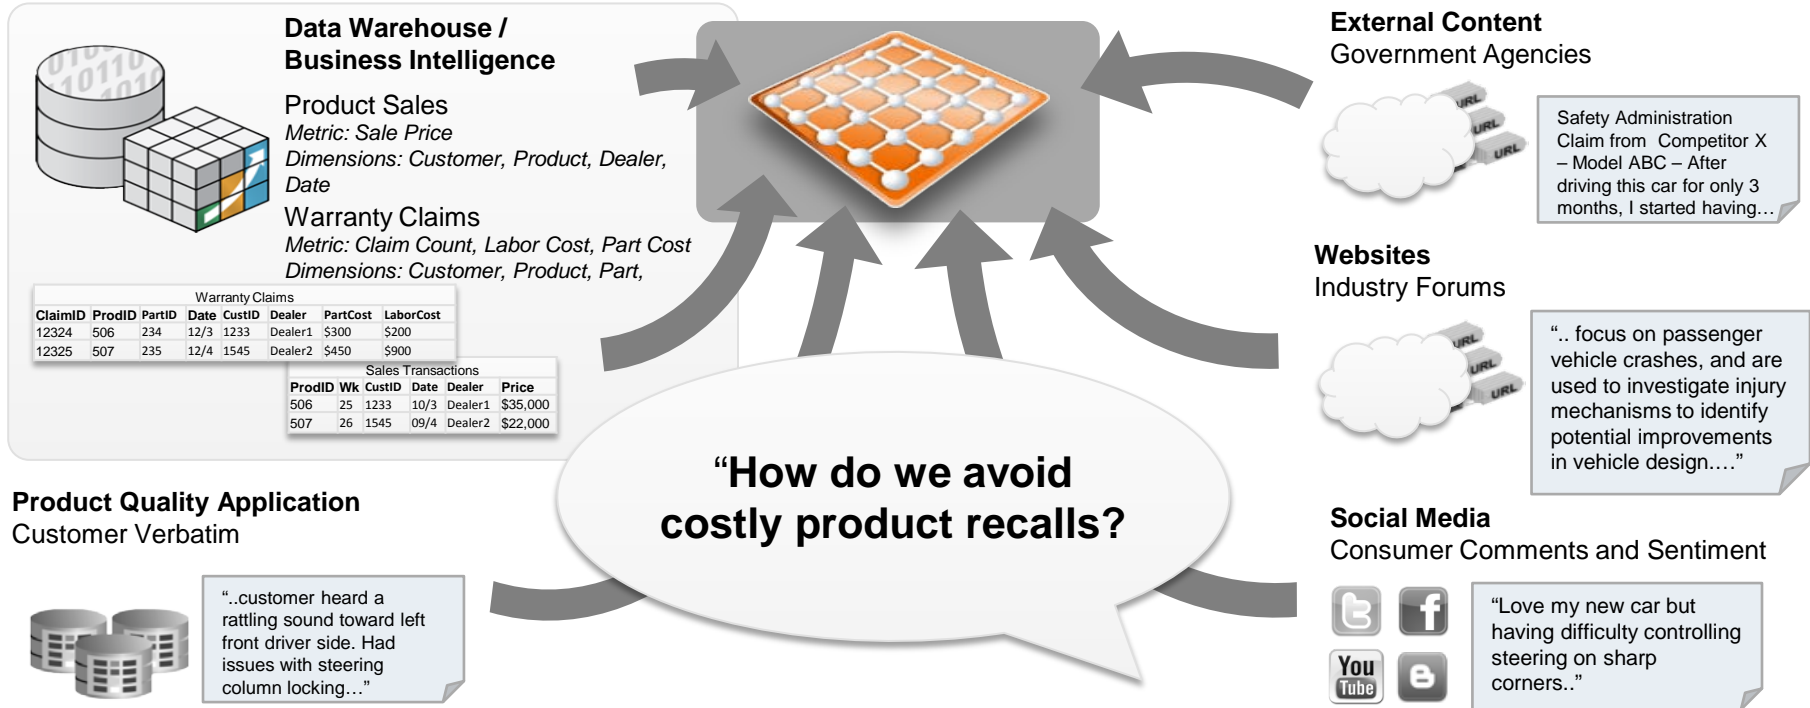 Data Warehouse /
Business Intelligence
Product Sales
Metric: Sale Price
Dimensions: Customer, Product, Dealer,
Date
Warranty Claims
Metric: Claim Count, Labor Cost, Part Cost
Dimensions: Customer, Product, Part,
Warranty Claims
ClaimID ProdID PartID Date CustID Dealer PartCost LaborCost
12324 506 234 12/3 1233 Dealer1 $300 $200
12325 507 235 12/4 1545 Dealer2 $450 $900
Sales Transactions
ProdID Wk CustID Date Dealer Price
506 25 1233 10/3 Dealer1 $35,000
507 26 1545 09/4 Dealer2 $22,000
Product Quality Application
Customer Verbatim
“..customer heard a
rattling sound toward left
front driver side. Had
issues with steering
column locking…”
“How do we avoid
costly product recalls?
External Content
Government Agencies
URL
URL
URL
Safety Administration
Claim from Competitor X
– Model ABC – After
driving this car for only 3
months, I started having…
Websites
Industry Forums
URL
URL
URL
“.. focus on passenger
vehicle crashes, and are
used to investigate injury
mechanisms to identify
potential improvements
in vehicle design.…”
Social Media
Consumer Comments and Sentiment
You
Tube
“Love my new car but
having difficulty controlling
steering on sharp
corners..”